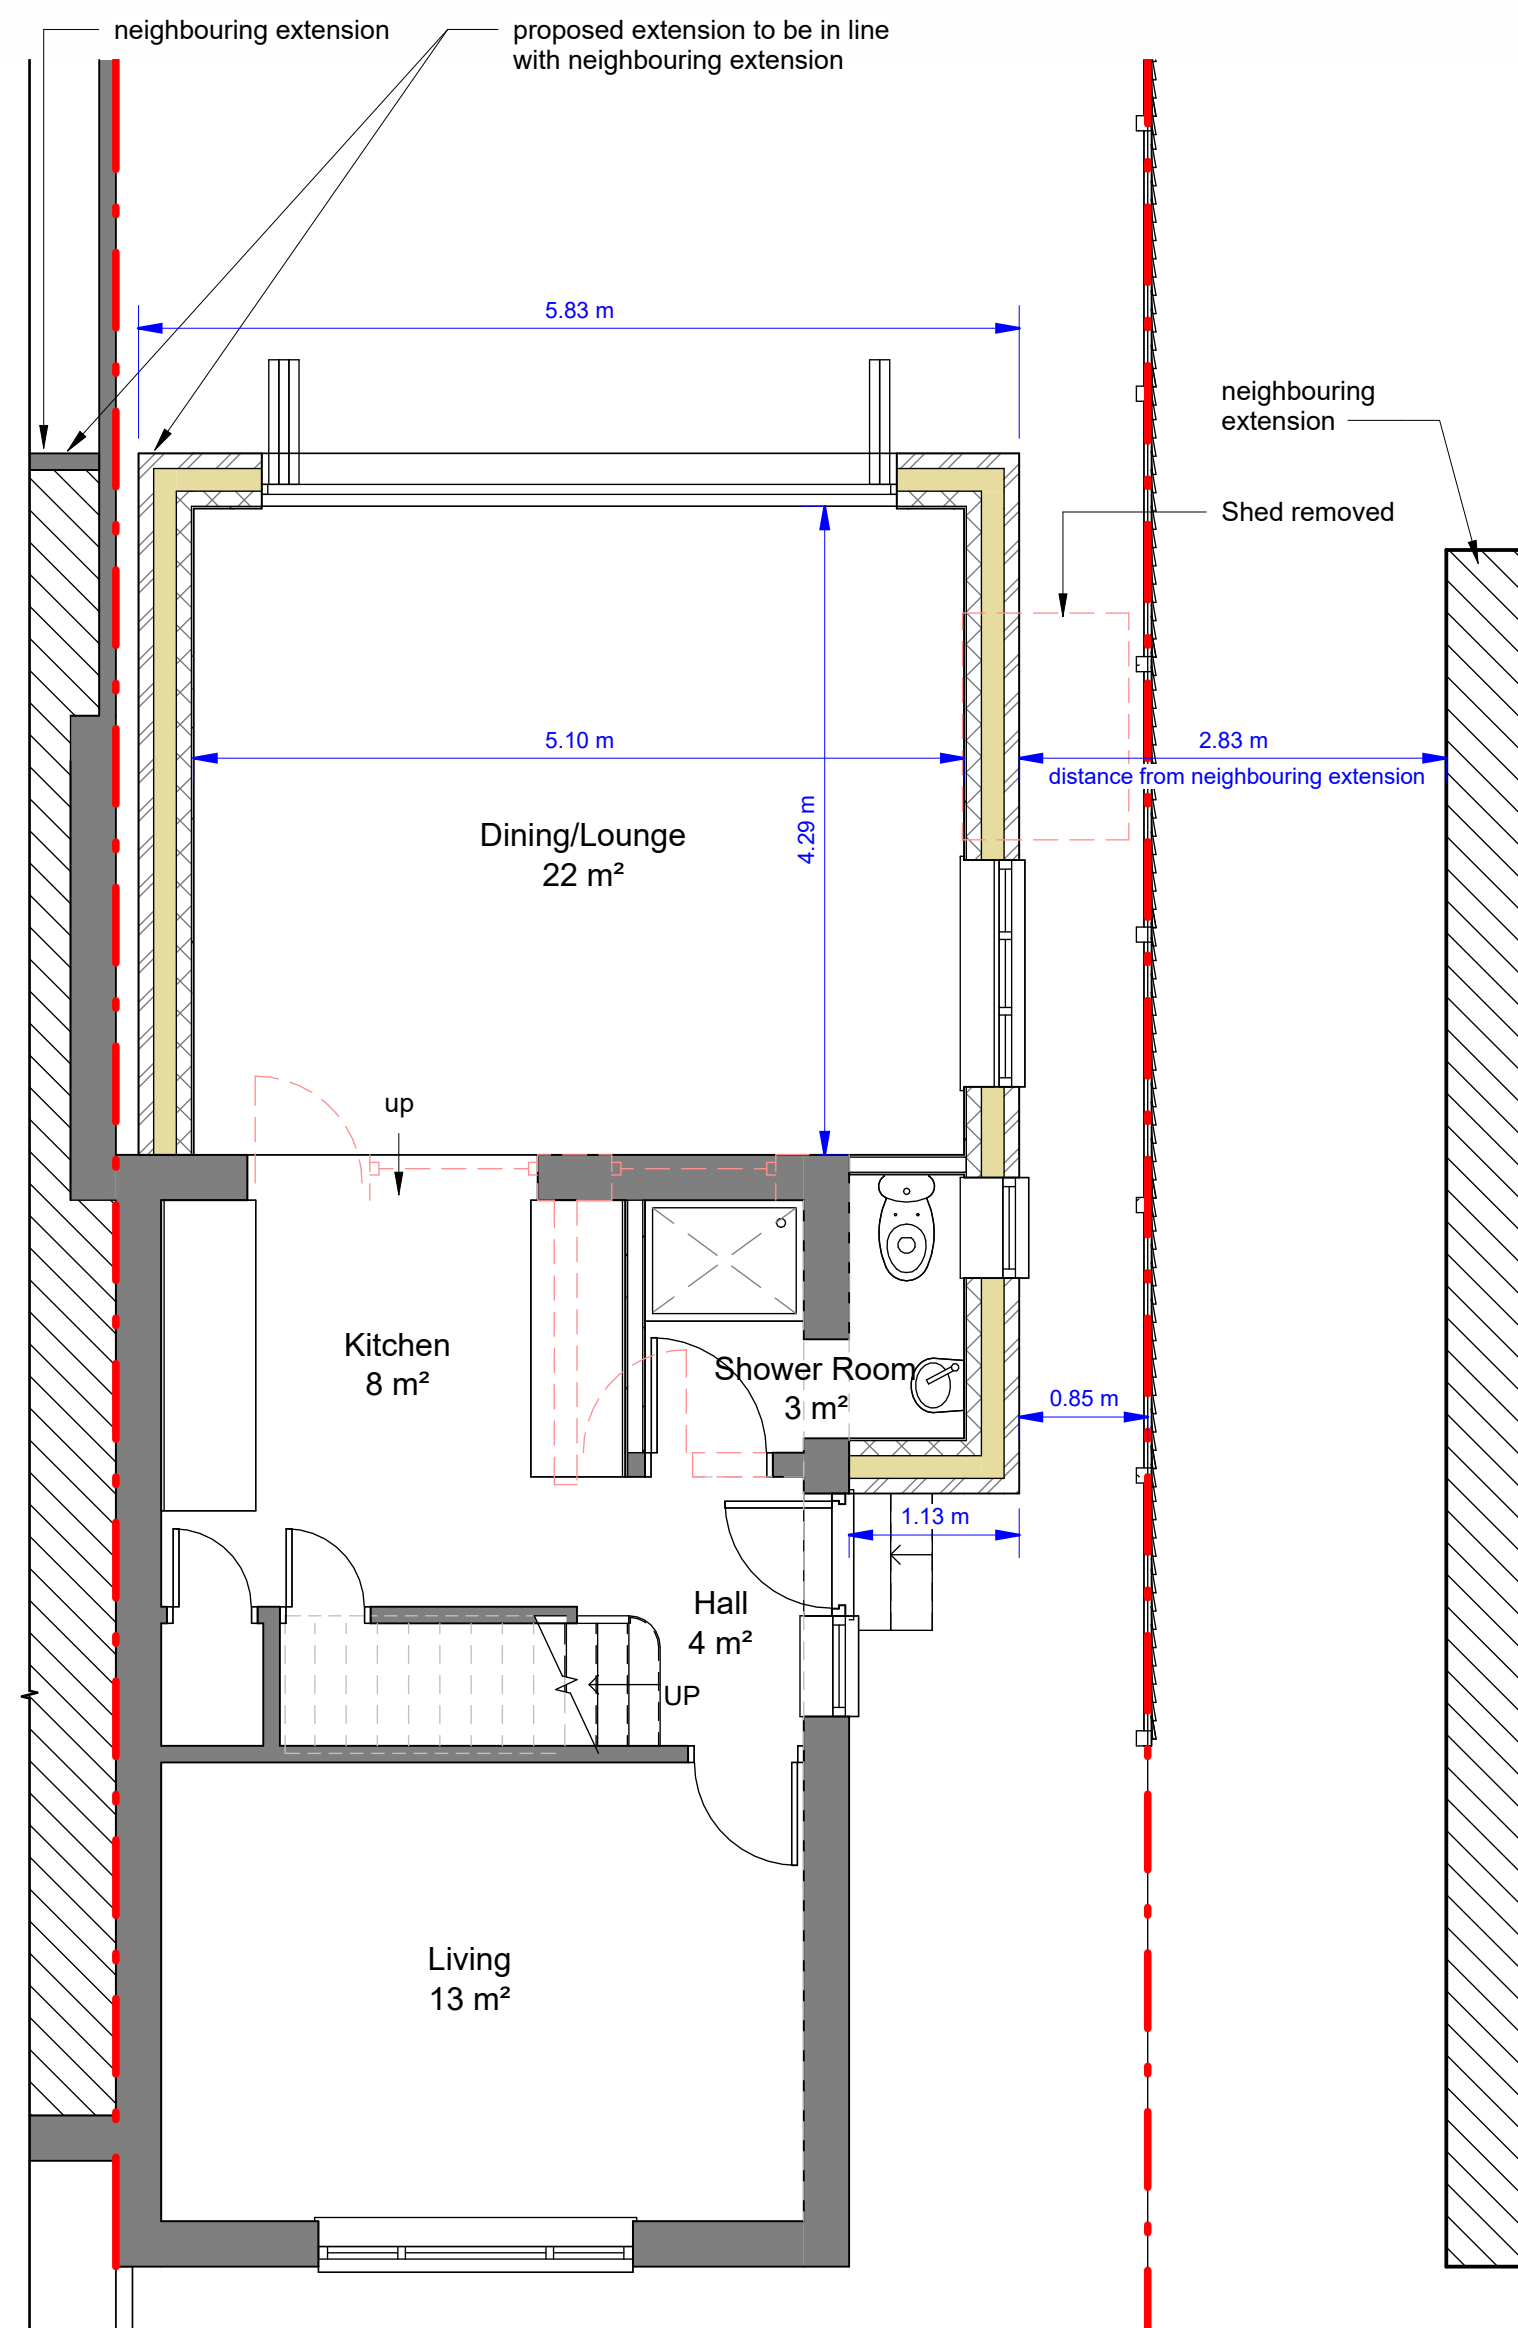 neighbouring extension
proposed extension to be in line
with neighbouring extension
5.83 m
neighbouring
extension
Shed removed
5.10 m
2.83 m
distance from neighbouring extension
4.29 m
Dining/Lounge
22 m²
up
Kitchen
8 m²
Shower Room
3 m²
0.85 m
1.13 m
Hall
4 m²
UP
Living
13 m²